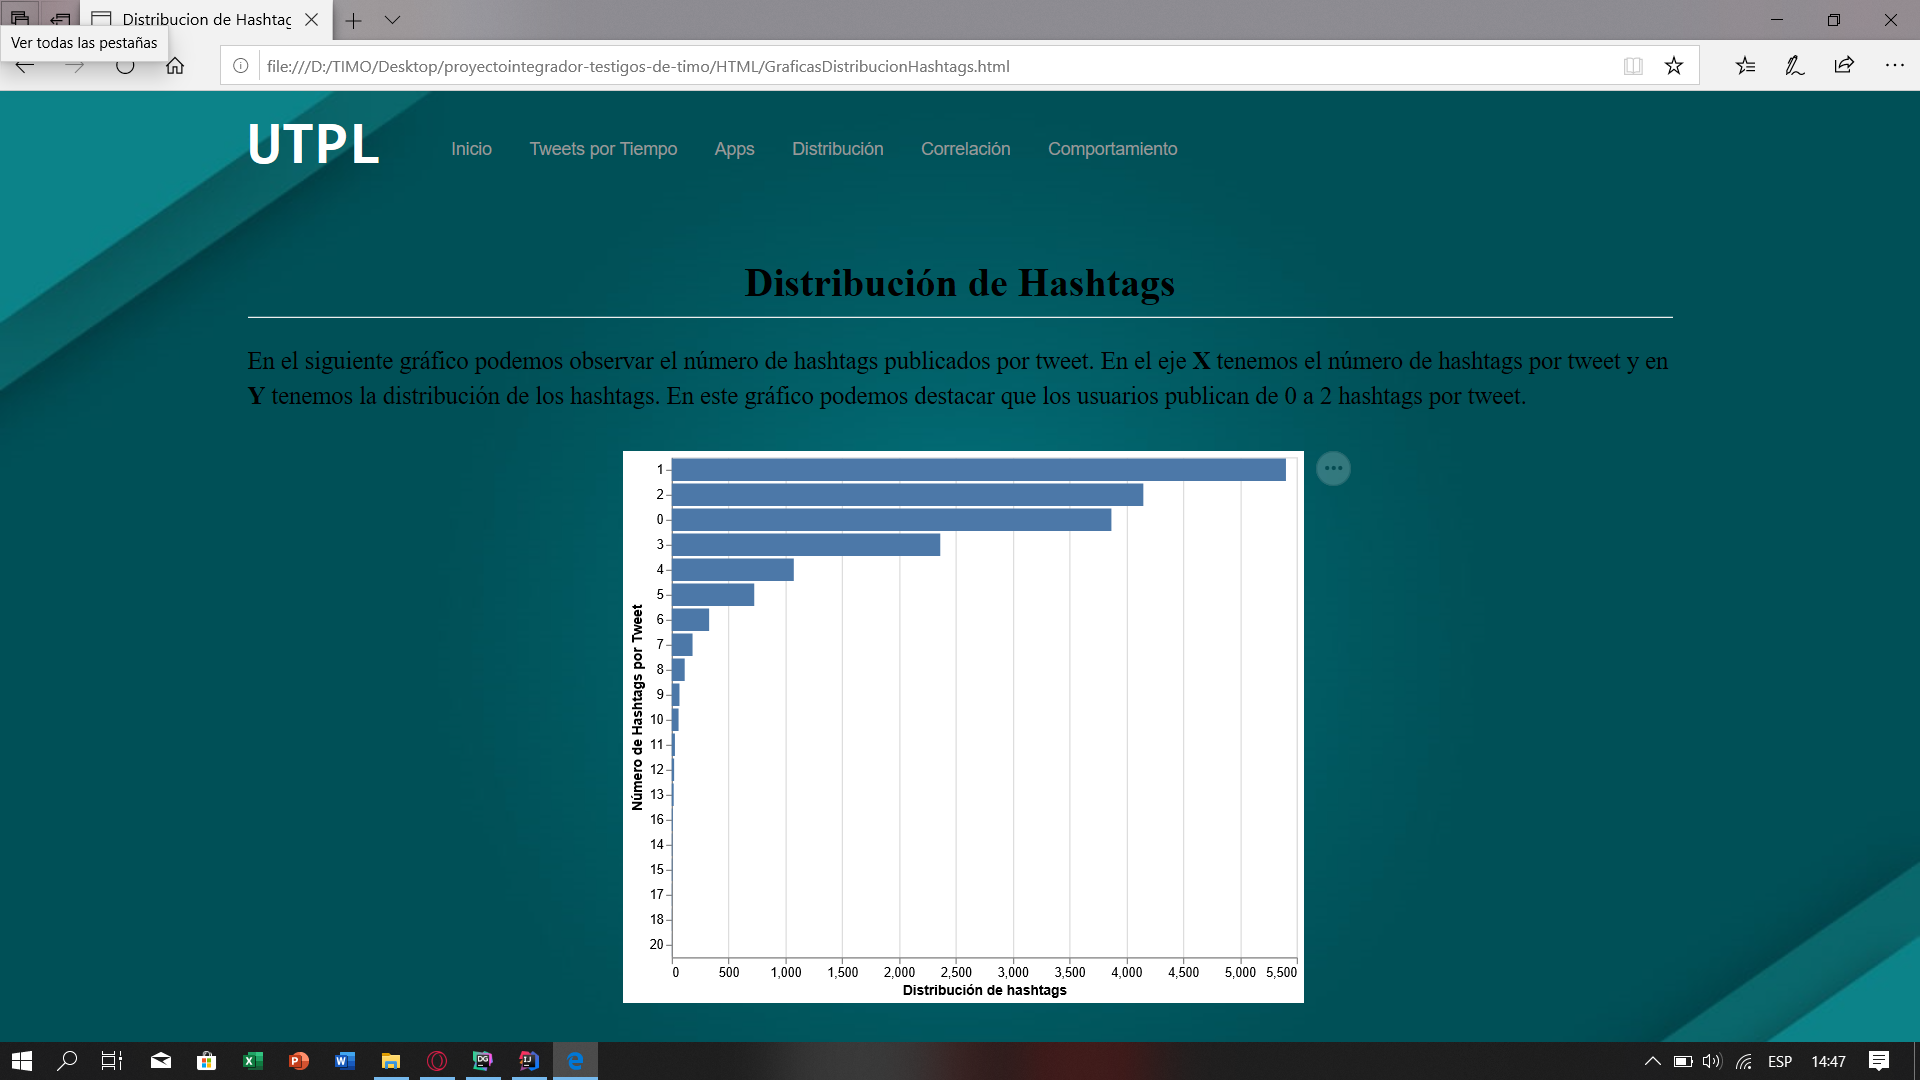 Distribucion de Hashtag
Ver todas las pestañas
file:///D:/TIMO/Desktop/proyectointegrador-testigos-de-timo/HTML/GraficasDistribucionHashtags.html
UTPL
Inicio Tweets por Tiempo Apps Distribución Correlación Comportamiento
Distribución de Hashtags
En el siguiente gráfico podemos observar el número de hashtags publicados por tweet. En el eje X tenemos el número de hashtags por tweet y en
Y tenemos la distribución de los hashtags. En este gráfico podemos destacar que los usuarios publican de 0 a 2 hashtags por tweet.
Número de Hashtags por Tweet
1
2
0
3
4
5
6
7
8
9
10
11
12
13
16
14
15
17
18
20
0 500 1,000 1,500 2,000 2,500 3,000 3,500 4,000 4,500 5,000 5,500
Distribución de hashtags
DG IJ
ESP 14:47